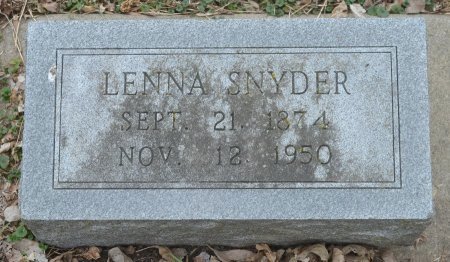 LENNA SNYDER
SEPT. 21, 1874
NOV. 12, 1950